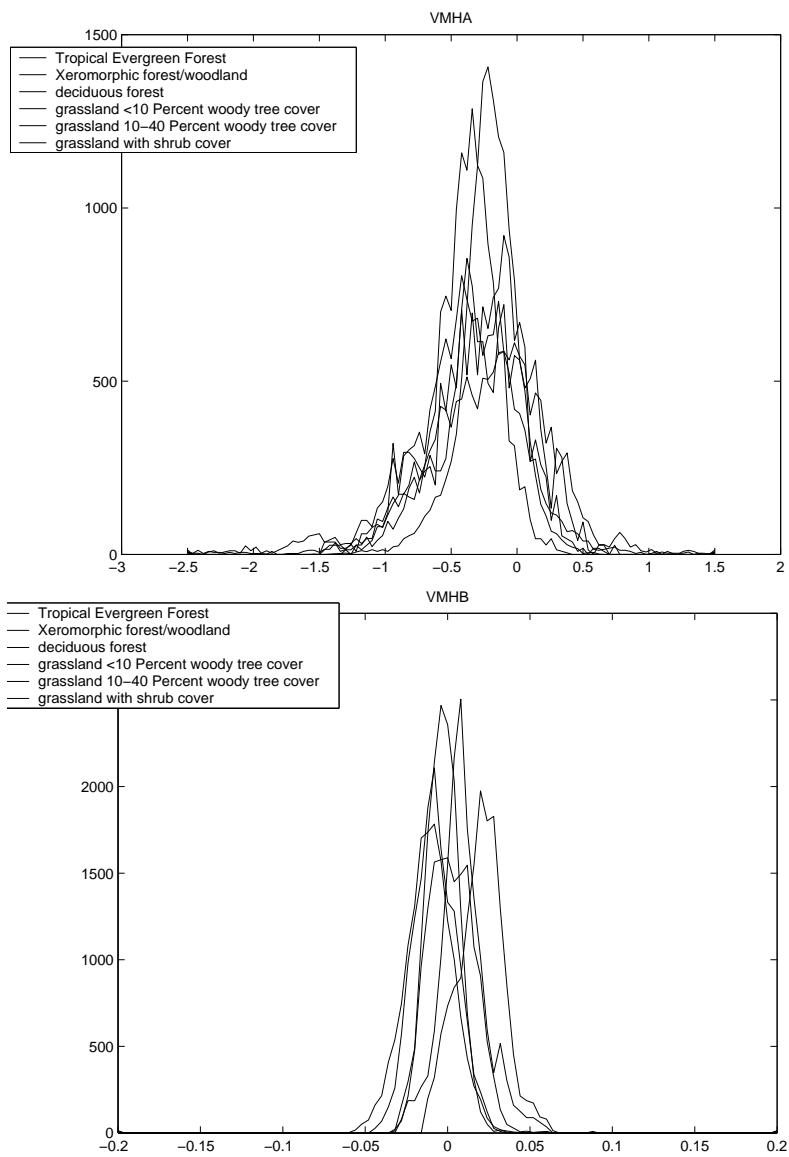 VMHA
1500
Tropical Evergreen Forest
Xeromorphic forest/woodland
deciduous forest
grassland <10 Percent woody tree cover
grassland 10−40 Percent woody tree cover
grassland with shrub cover
1000
500
0
−3 −2.5 −2 −1.5 −1 −0.5 0 0.5 1 1.5 2
VMHB
Tropical Evergreen Forest
Xeromorphic forest/woodland
deciduous forest
grassland <10 Percent woody tree cover
grassland 10−40 Percent woody tree cover
grassland with shrub cover
2000
1500
1000
500
0
−0.2 −0.15 −0.1 −0.05 0 0.05 0.1 0.15 0.2